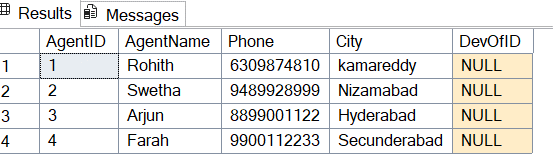 Results Messages
AgentID AgentName Phone City DevOfID
1 1 Rohith 6309874810 kamareddy NULL
2 2 Swetha 9489928999 Nizamabad NULL
3 3 Arjun 8899001122 Hyderabad NULL
4 4 Farah 9900112233 Secunderabad NULL